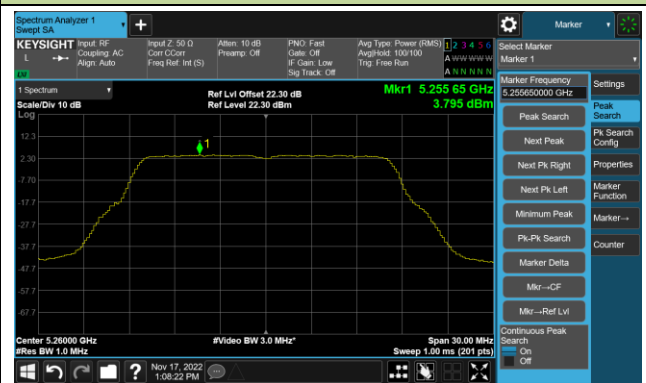 Spectrum Analyzer 1
Swept SA
+
Marker
KEYSIGHT
Input: RF
Coupling: AC
Align: Auto
Input Z: 50 Ω
Corr CCorr
Freq Ref: Int (S)
Atten: 10 dB
Preamp: Off
PNO: Fast
Gate: Off
IF Gain: Low
Sig Track: Off
Avg Type: Power (RMS)
Avg|Hold: 100/100
Trig: Free Run
1 2 3 4 5 6
A W W W W W
A N N N N N
L
Select Marker
Marker 1
1 Spectrum
Scale/Div 10 dB
Log
Ref Lvl Offset 22.30 dB
Ref Level 22.30 dBm
Mkr1 5.255 65 GHz
3.795 dBm
12.3
2.30
-7.70
-17.7
-27.7
-37.7
-47.7
-57.7
-67.7
1
Center 5.26000 GHz
#Res BW 1.0 MHz
#Video BW 3.0 MHz*
Span 30.00 MHz
Sweep 1.00 ms (201 pts)
Marker Frequency
5.255650000 GHz
Peak Search
Next Peak
Next Pk Right
Next Pk Left
Minimum Peak
Pk-Pk Search
Marker Delta
Mkr→CF
Mkr→Ref Lvl
Continuous Peak
Search
On
Off
Settings
Peak
Search
Pk Search
Config
Properties
Marker
Function
Marker→
Counter
?
Nov 17, 2022
1:08:22 PM